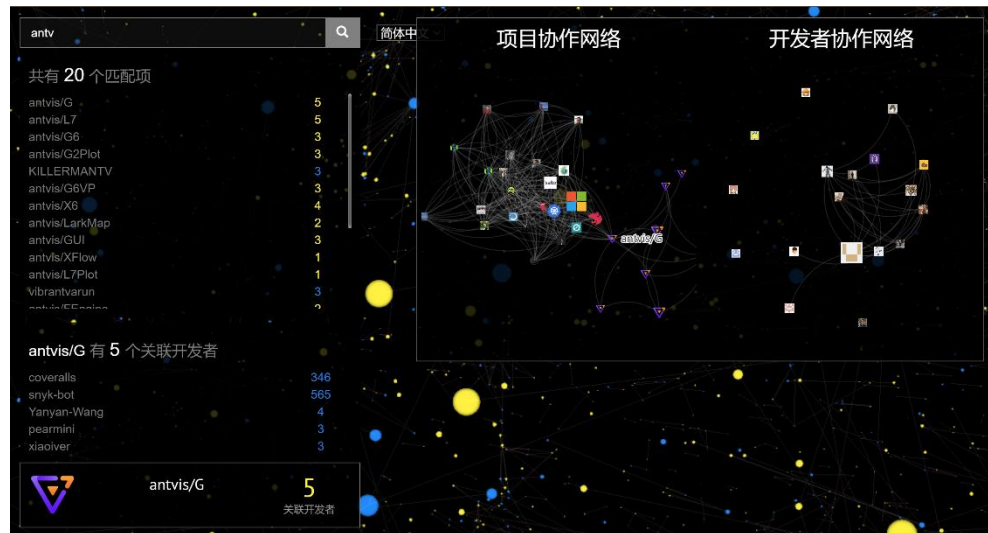 antv
简体中文
项目协作网络
开发者协作网络
共有 20 个匹配项
antvis/G 5
antvis/L7 5
antvis/G6 3
antvis/G2Plot 3
KILLERMANTV 3
antvis/G6VP 3
antvis/X6 4
antvis/LarkMap 2
antvis/GUI 3
antvis/XFlow 1
antvis/L7Plot 1
vibrantvarun 3
antvis/G
antvis/G 有 5 个关联开发者
coveralls 346
snyk-bot 565
Yanyan-Wang 4
pearmini 3
xiaoiver 3
antvis/G
5
关联开发者